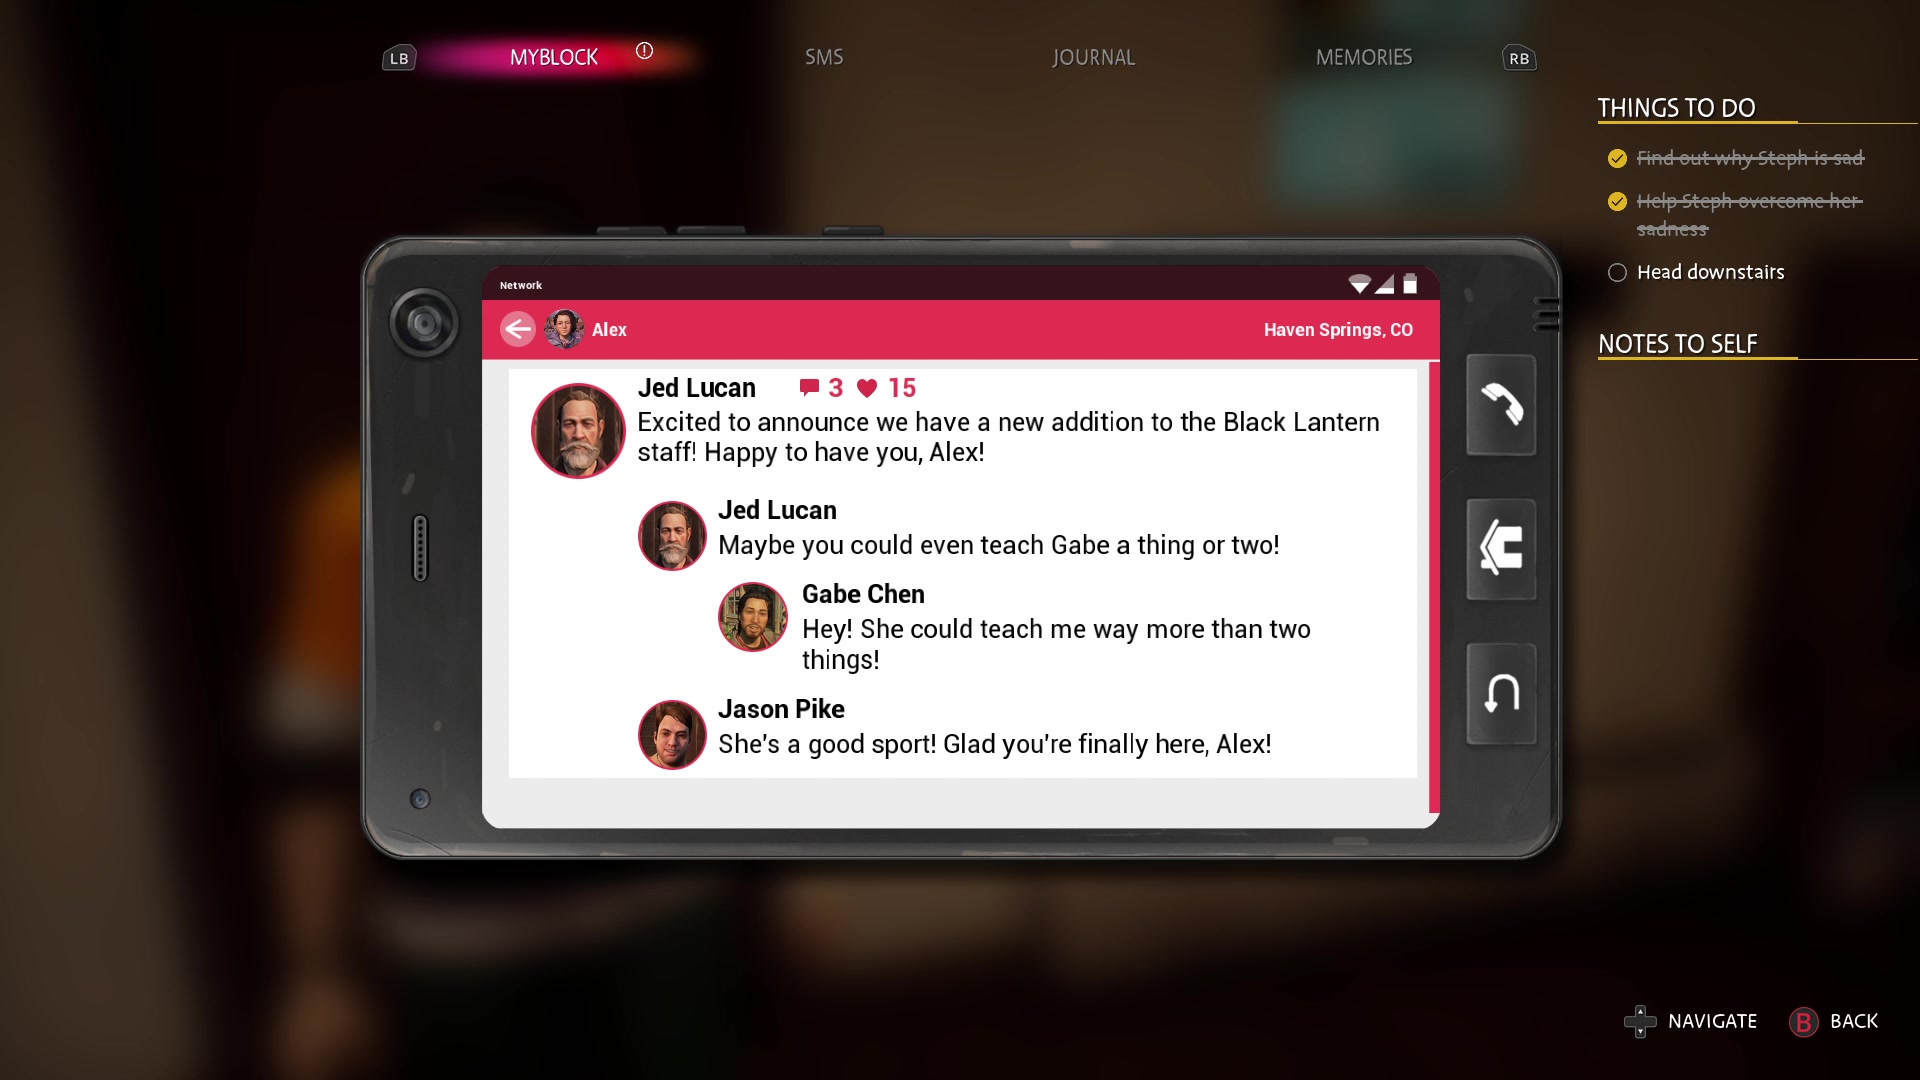 LB
MYBLOCK
SMS
JOURNAL
MEMORIES
RB
THINGS TO DO
Find out why Steph is sad
Help Steph overcome her
sadness
Head downstairs
NOTES TO SELF
Network
Alex
Haven Springs, CO
Jed Lucan 3 15
Excited to announce we have a new addition to the Black Lantern
staff! Happy to have you, Alex!
Jed Lucan
Maybe you could even teach Gabe a thing or two!
Gabe Chen
Hey! She could teach me way more than two
things!
Jason Pike
She's a good sport! Glad you're finally here, Alex!
NAVIGATE
B BACK